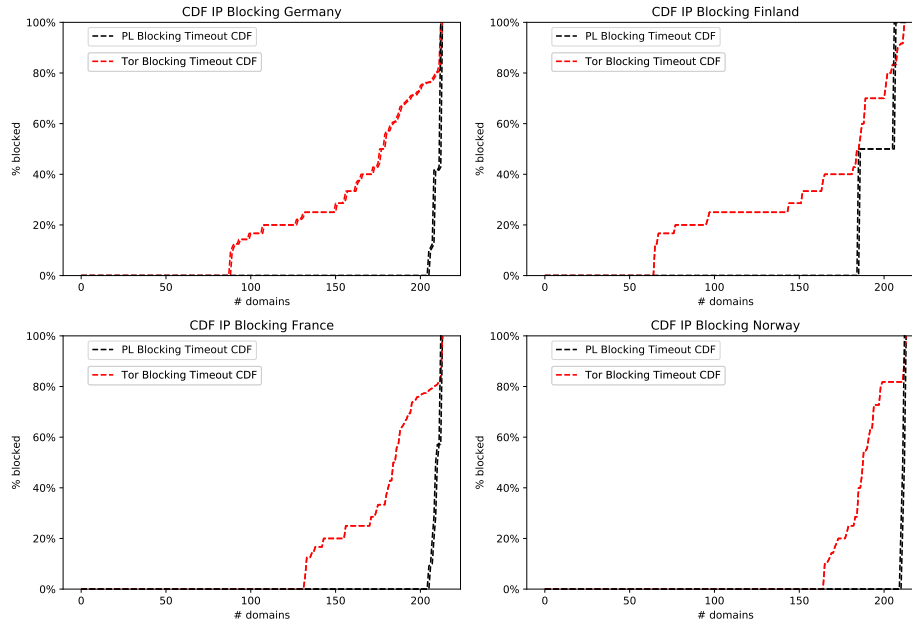 CDF IP Blocking Germany
100%
80%
60%
40%
20%
0%
% blocked
PL Blocking Timeout CDF
Tor Blocking Timeout CDF
0 50 100 150 200
# domains
CDF IP Blocking Finland
100%
80%
60%
40%
20%
0%
% blocked
PL Blocking Timeout CDF
Tor Blocking Timeout CDF
0 50 100 150 200
# domains
CDF IP Blocking France
100%
80%
60%
40%
20%
0%
% blocked
PL Blocking Timeout CDF
Tor Blocking Timeout CDF
0 50 100 150 200
# domains
CDF IP Blocking Norway
100%
80%
60%
40%
20%
0%
% blocked
PL Blocking Timeout CDF
Tor Blocking Timeout CDF
0 50 100 150 200
# domains